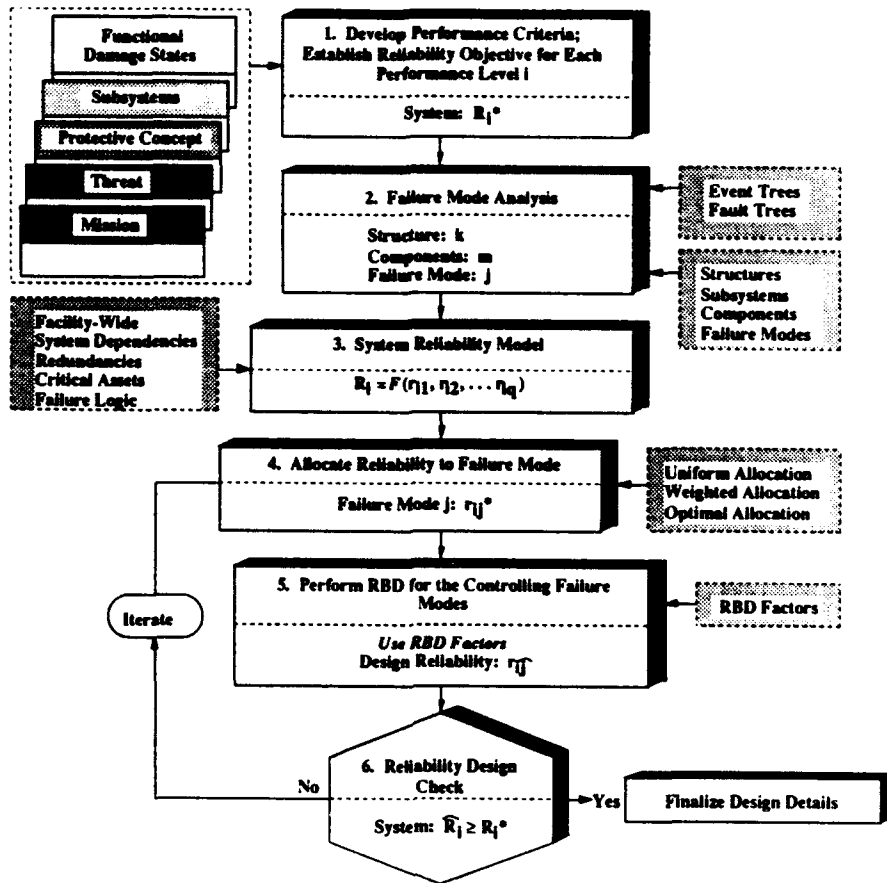 Functional
Damage States
Subsystems
Protective Concept
Threat
Mission
1. Develop Performance Criteria;
Establish Reliability Objective for Each
Performance Level i
System: Rᵢ*
2. Failure Mode Analysis
Structure: k
Components: m
Failure Mode: j
Event Trees
Fault Trees
Structures
Subsystems
Components
Failure Modes
Facility-Wide
System Dependencies
Redundancies
Critical Assets
Failure Logic
3. System Reliability Model
Rᵢ = F(rᵢ₁, rᵢ₂, . . . rᵢq)
4. Allocate Reliability to Failure Mode
Failure Mode j: rᵢⱼ*
Uniform Allocation
Weighted Allocation
Optimal Allocation
5. Perform RBD for the Controlling Failure
Modes
Use RBD Factors
Design Reliability: r̂ᵢⱼ
RBD Factors
Iterate
6. Reliability Design
Check
System: R̂ᵢ ≥ Rᵢ*
No
Yes
Finalize Design Details